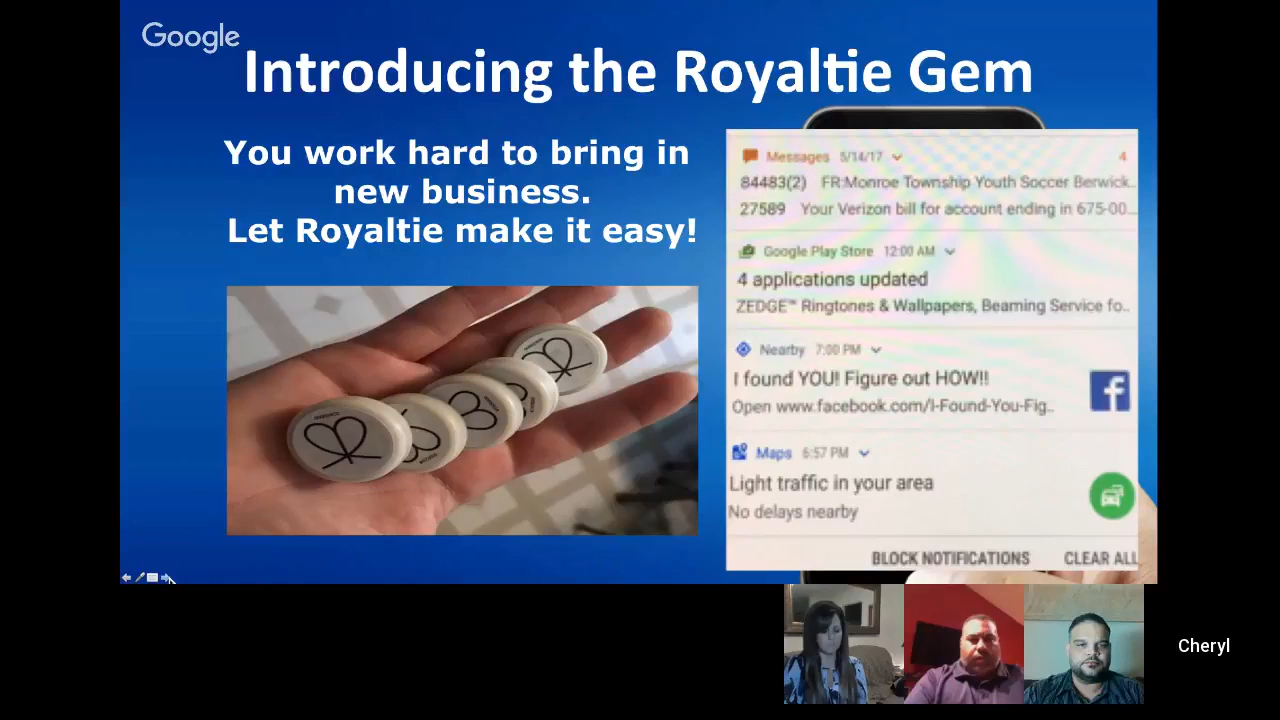 Google
Introducing the Royaltie Gem
You work hard to bring in
new business.
Let Royaltie make it easy!
Messages 5/14/17 4
84483(2) FR:Monroe Township Youth Soccer Berwick..
27589 Your Verizon bill for account ending in 675-00...
Google Play Store 12:00 AM
4 applications updated
ZEDGE™ Ringtones & Wallpapers, Beaming Service fo..
Nearby 7:00 PM
I found YOU! Figure out HOW!!
Open www.facebook.com/I-Found-You-Fig..
Maps 6:57 PM
Light traffic in your area
No delays nearby
BLOCK NOTIFICATIONS CLEAR ALL
Cheryl